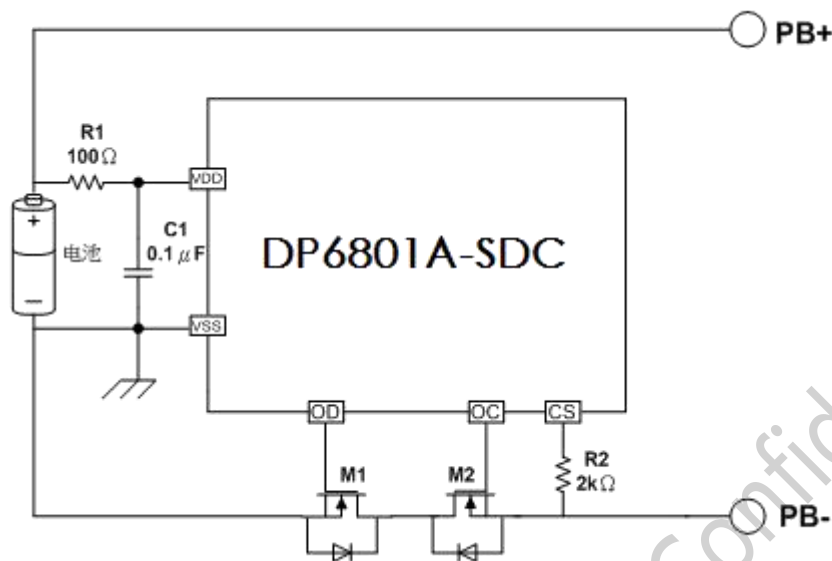 PB+
R1
100Ω
VDD
+
电池
C1
0.1μF
DP6801A-SDC
VSS
OD
OC
CS
M1
M2
R2
2kΩ
PB-
Confid